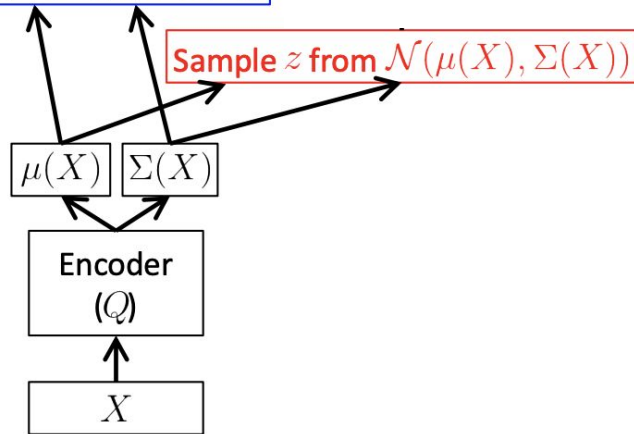 Sample z from 𝒩(μ(X), Σ(X))
μ(X) Σ(X)
Encoder
(Q)
X